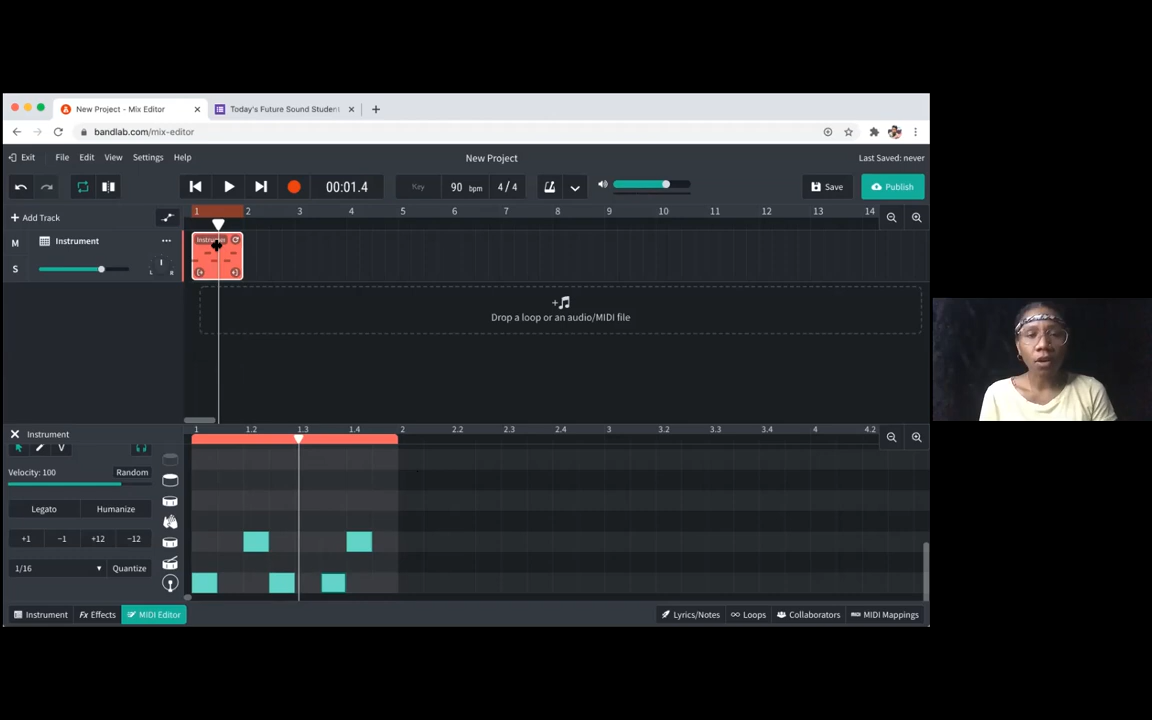 New Project - Mix Editor
Today's Future Sound Studen
bandlab.com/mix-editor
Exit File Edit View Settings Help
New Project
Last Saved: never
00:01.4
Key
90 bpm
4 / 4
Save
Publish
Add Track
1 2 3 4 5 6 7 8 9 10 11 12 13 14
M Instrument
S
L R
Drop a loop or an audio/MIDI file
Instrument
1 1.2 1.3 1.4 2 2.2 2.3 2.4 3 3.2 3.3 3.4 4 4.2
Velocity: 100 Random
Legato Humanize
+1 −1 +12 −12
1/16 Quantize
Instrument Fx Effects MIDI Editor
Lyrics/Notes Loops Collaborators MIDI Mappings